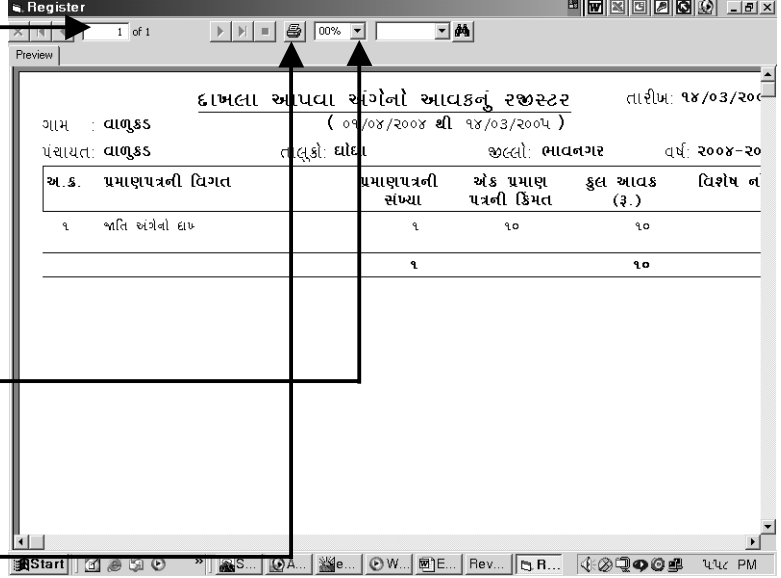 Register
1 of 1 00%
Preview
દાખલા આપવા અંગેનો આવકનું રજીસ્ટર તારીખ: ૧૪/૦૩/૨૦૦
ગામ : વાળુકડ ( ૦૧/૦૪/૨૦૦૪ થી ૧૪/૦૩/૨૦૦૫ )
પંચાયત: વાળુકડ તાલુકો: ઘોઘા જીલ્લો: ભાવનગર વર્ષ: ૨૦૦૪-૨૦
અ.ક્ર. પ્રમાણપત્રની વિગત પ્રમાણપત્રની સંખ્યા એક પ્રમાણ પત્રની કિંમત કુલ આવક (રૂ.) વિશેષ ન
૧ જાતિ અંગેનો દાખ ૧ ૧૦ ૧૦
૧ ૧૦
Start » S... A... e... W... E... Rev... R... ૫:૫૮ PM